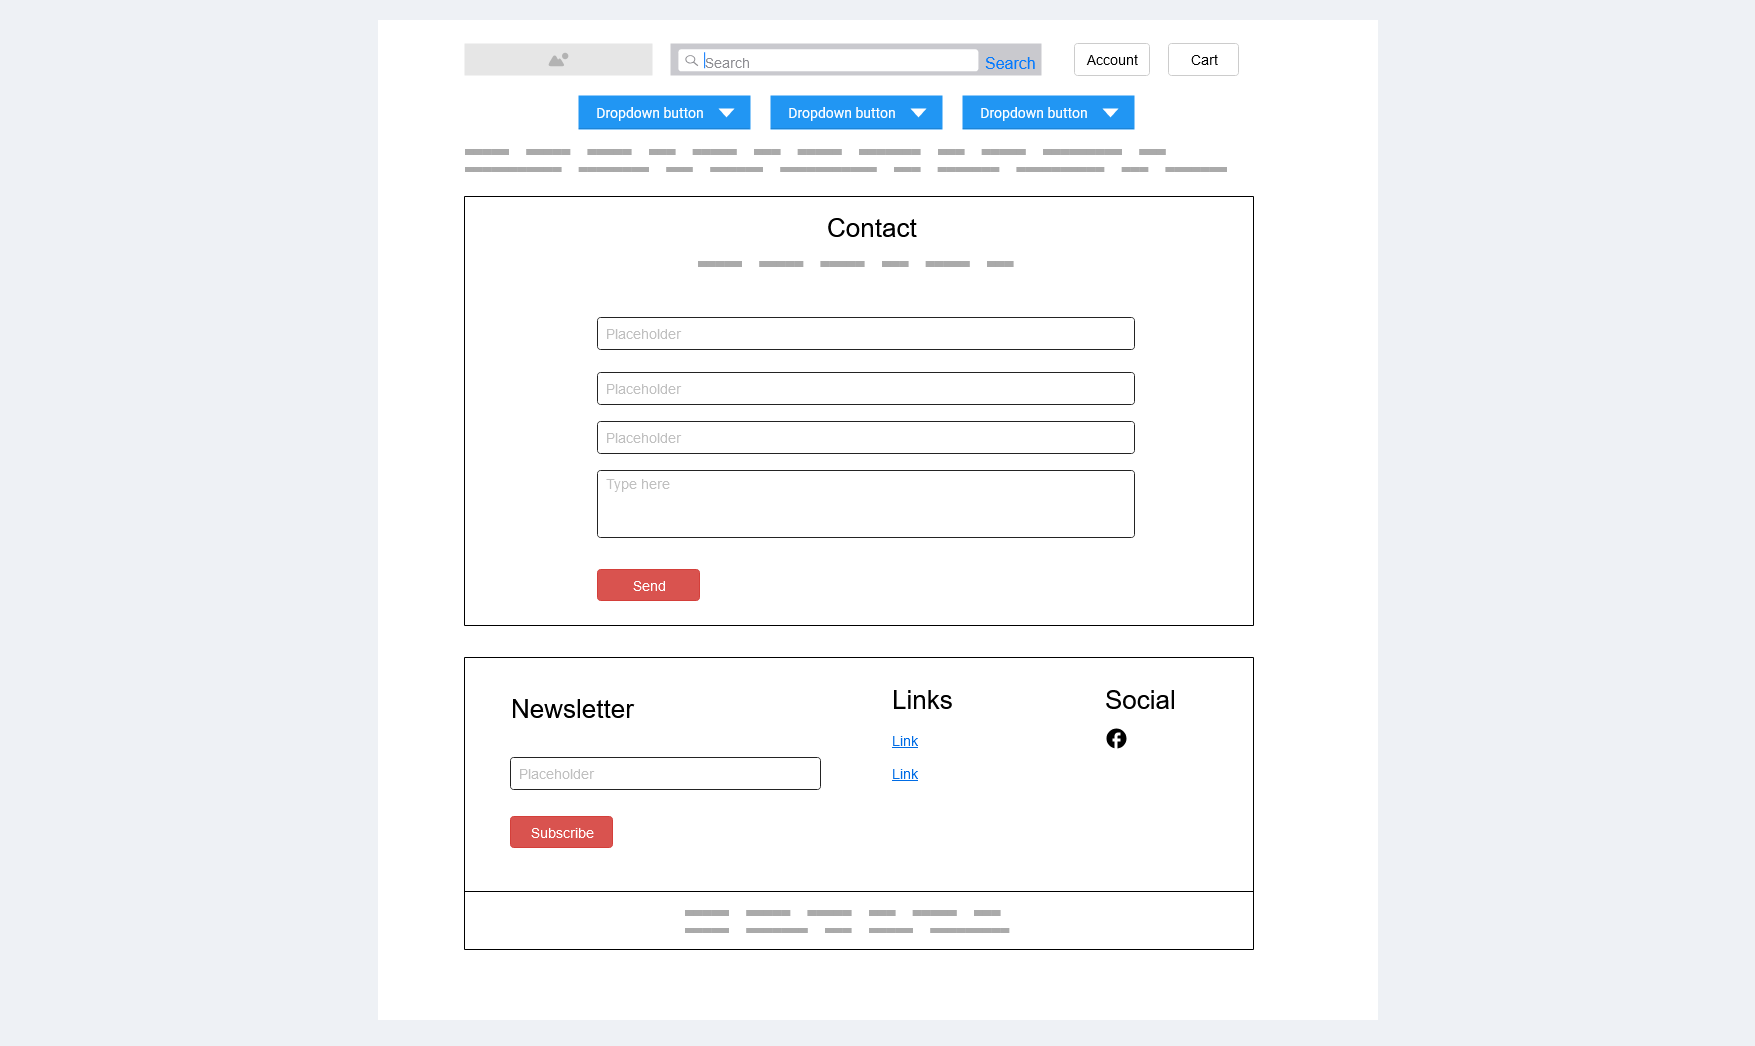 Search Search Account Cart
Dropdown button Dropdown button Dropdown button
Contact
Placeholder
Placeholder
Placeholder
Type here
Send
Newsletter
Placeholder
Subscribe
Links
Link
Link
Social